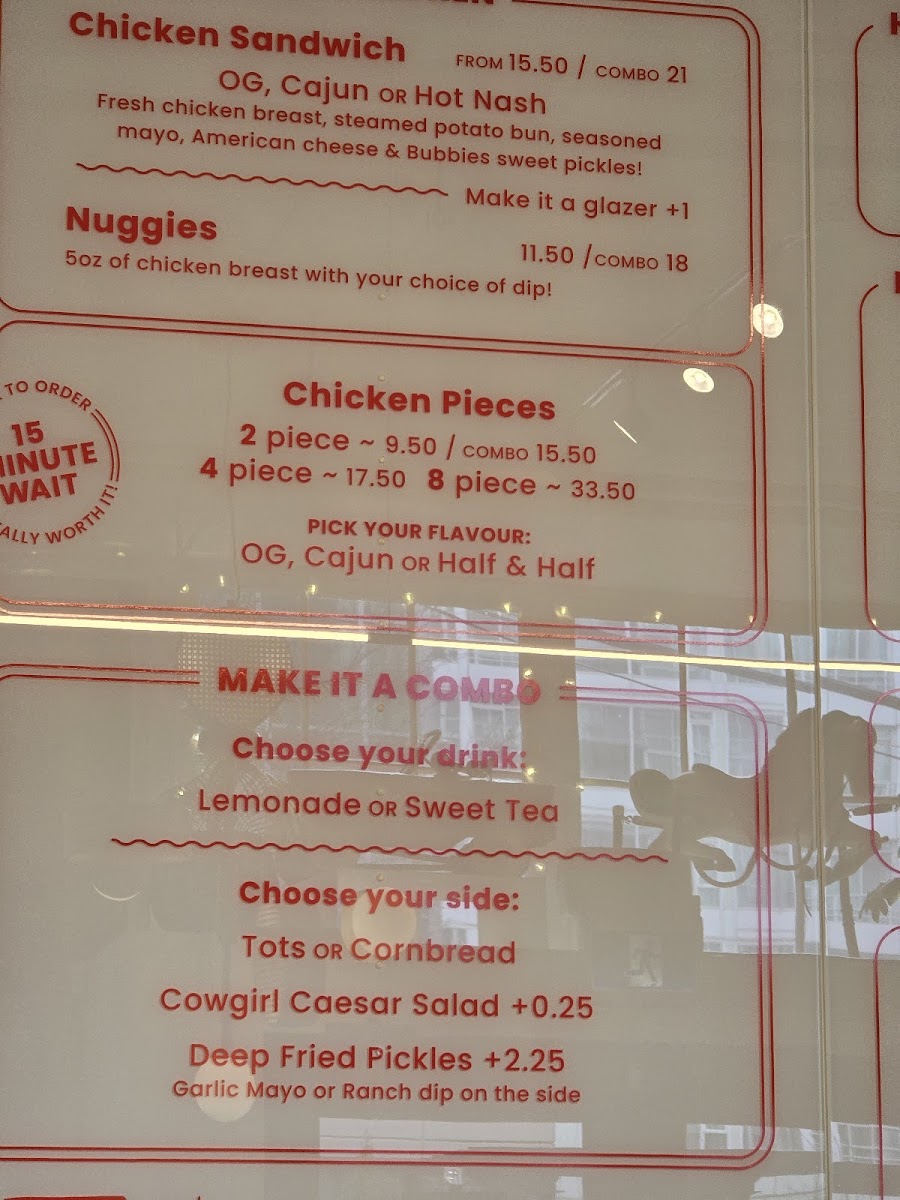 Chicken Sandwich FROM 15.50 / COMBO 21
OG, Cajun OR Hot Nash
Fresh chicken breast, steamed potato bun, seasoned
mayo, American cheese & Bubbies sweet pickles!
Make it a glazer +1
Nuggies
11.50 / COMBO 18
5oz of chicken breast with your choice of dip!
TO ORDER
15
WAIT
WORTH IT!
Chicken Pieces
2 piece ~ 9.50 / COMBO 15.50
4 piece ~ 17.50 8 piece ~ 33.50
PICK YOUR FLAVOUR:
OG, Cajun OR Half & Half
MAKE IT A COMBO
Choose your drink:
Lemonade OR Sweet Tea
Choose your side:
Tots OR Cornbread
Cowgirl Caesar Salad +0.25
Deep Fried Pickles +2.25
Garlic Mayo or Ranch dip on the side